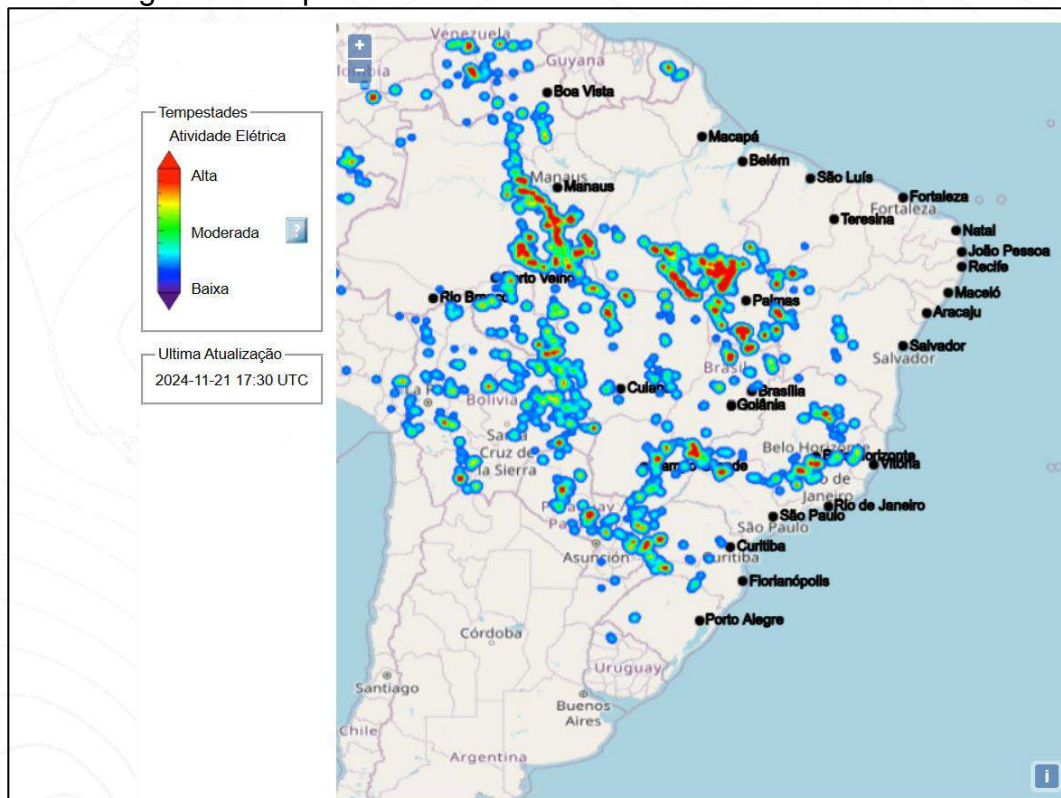 Tempestades
Atividade Elétrica
Alta
Moderada
Baixa
?
Ultima Atualização
2024-11-21 17:30 UTC
+
−
Venezuela
Guyana
Boa Vista
Macapá
Belém
São Luís
Manaus
Manaus
Fortaleza
Fortaleza
Teresina
Natal
João Pessoa
Recife
Maceió
Aracaju
Palmas
Salvador
Salvador
Brasília
Goiânia
Bolivia
Santa
Cruz de
la Sierra
Belo Horizonte
Vitória
Rio de Janeiro
São Paulo
São Paulo
Asunción
Curitiba
Curitiba
Florianópolis
Porto Alegre
Córdoba
Uruguay
Santiago
Buenos
Aires
Chile
Argentina
i